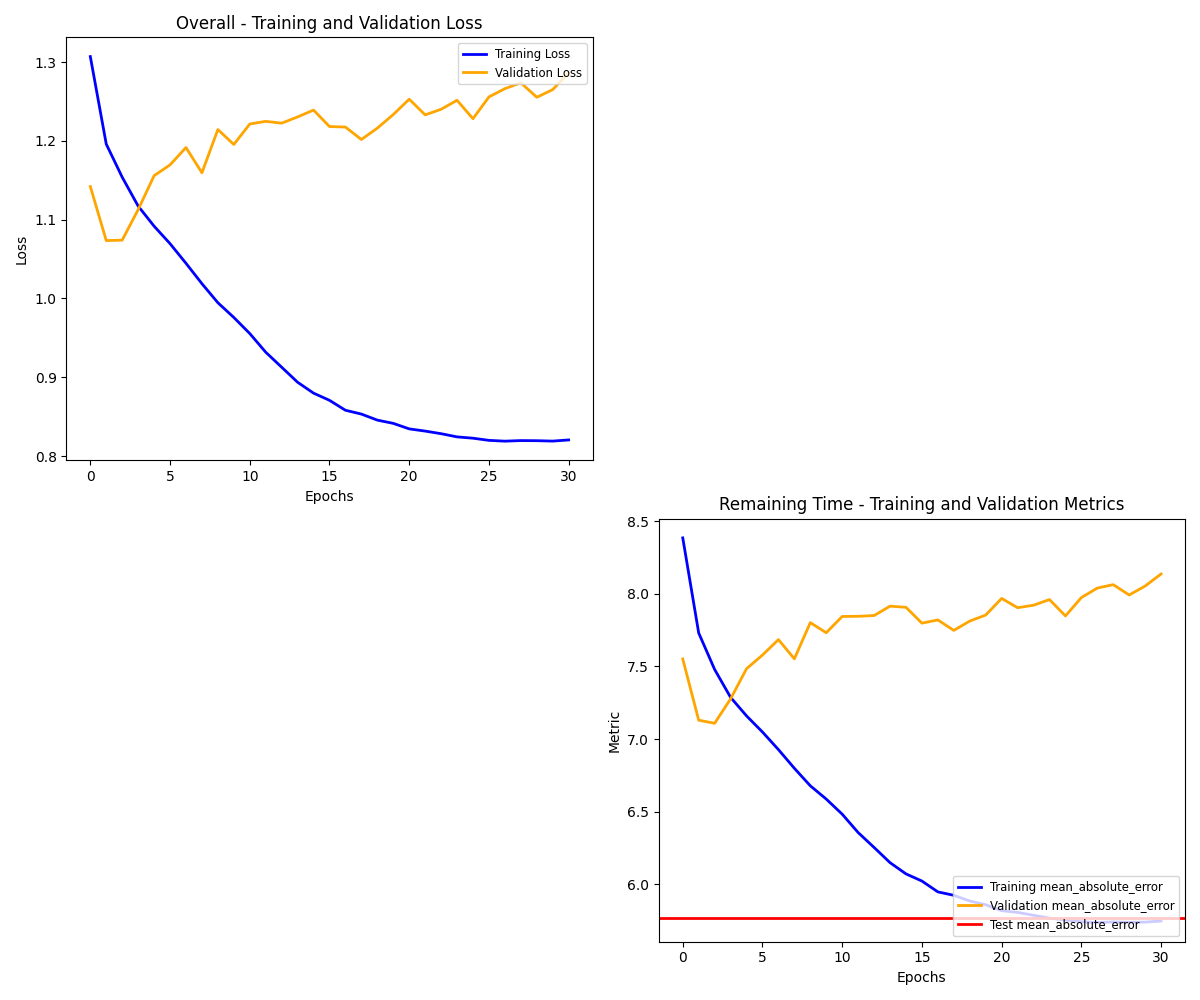 Overall - Training and Validation Loss
Training Loss
Validation Loss
1.3
1.2
1.1
1.0
0.9
0.8
Loss
0 5 10 15 20 25 30
Epochs
Remaining Time - Training and Validation Metrics
8.5
8.0
7.5
7.0
6.5
6.0
Metric
Training mean_absolute_error
Validation mean_absolute_error
Test mean_absolute_error
0 5 10 15 20 25 30
Epochs